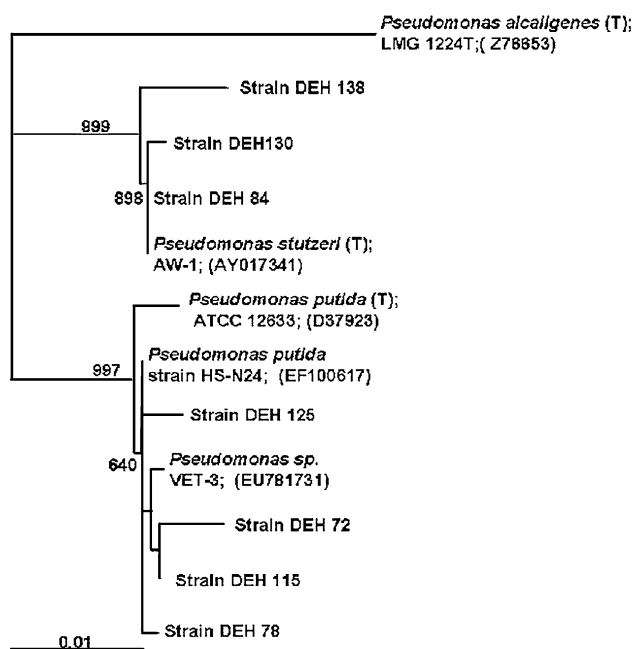 Pseudomonas alcaligenes (T);
LMG 1224T;( Z76653)
Strain DEH 138
999
Strain DEH130
898 Strain DEH 84
Pseudomonas stutzeri (T);
AW-1; (AY017341)
Pseudomonas putida (T);
ATCC 12633; (D37923)
Pseudomonas putida
997 strain HS-N24; (EF100617)
Strain DEH 125
640 Pseudomonas sp.
VET-3; (EU781731)
Strain DEH 72
Strain DEH 115
Strain DEH 78
0.01